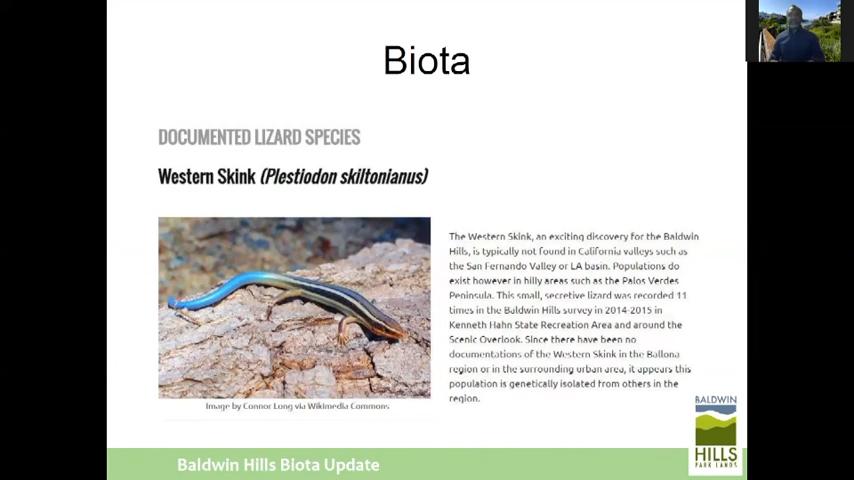 Biota
DOCUMENTED LIZARD SPECIES
Western Skink (Plestiodon skiltonianus)
The Western Skink, an exciting discovery for the Baldwin
Hills, is typically not found in California valleys such as
the San Fernando Valley or LA basin. Populations do
exist however in hilly areas such as the Palos Verdes
Peninsula. This small, secretive lizard was recorded 11
times in the Baldwin Hills survey in 2014-2015 in
Kenneth Hahn State Recreation Area and around the
Scenic Overlook. Since there have been no
documentations of the Western Skink in the Ballona
region or in the surrounding urban area, it appears this
population is genetically isolated from others in the
region.
Image by Connor Long via Wikimedia Commons
BALDWIN
HILLS
PARK LANDS
Baldwin Hills Biota Update